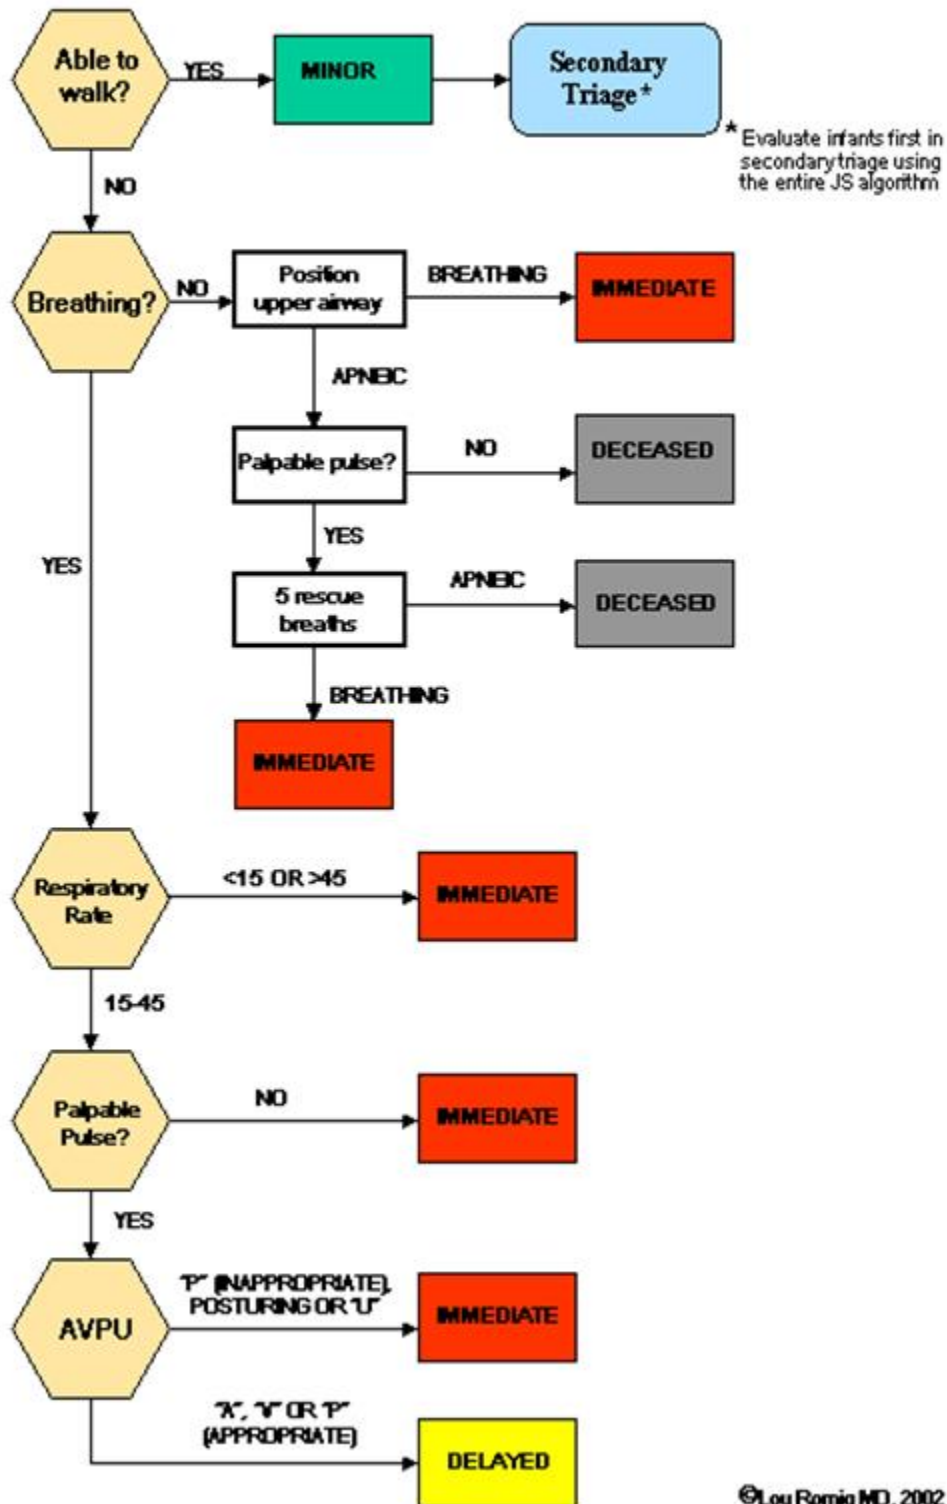 Able to
walk?
YES
MINOR
Secondary
Triage*
* Evaluate infants first in
secondary triage using
the entire JS algorithm
NO
Breathing?
NO
Position
upper airway
BREATHING
IMMEDIATE
APNEIC
Palpable pulse?
NO
DECEASED
YES
YES
5 rescue
breaths
APNEIC
DECEASED
BREATHING
IMMEDIATE
Respiratory
Rate
<15 OR >45
IMMEDIATE
15-45
Palpable
Pulse?
NO
IMMEDIATE
YES
AVPU
"P" (INAPPROPRIATE),
POSTURING OR "U"
IMMEDIATE
"A", "V" OR "P"
(APPROPRIATE)
DELAYED
©Lou Romig MD, 2002